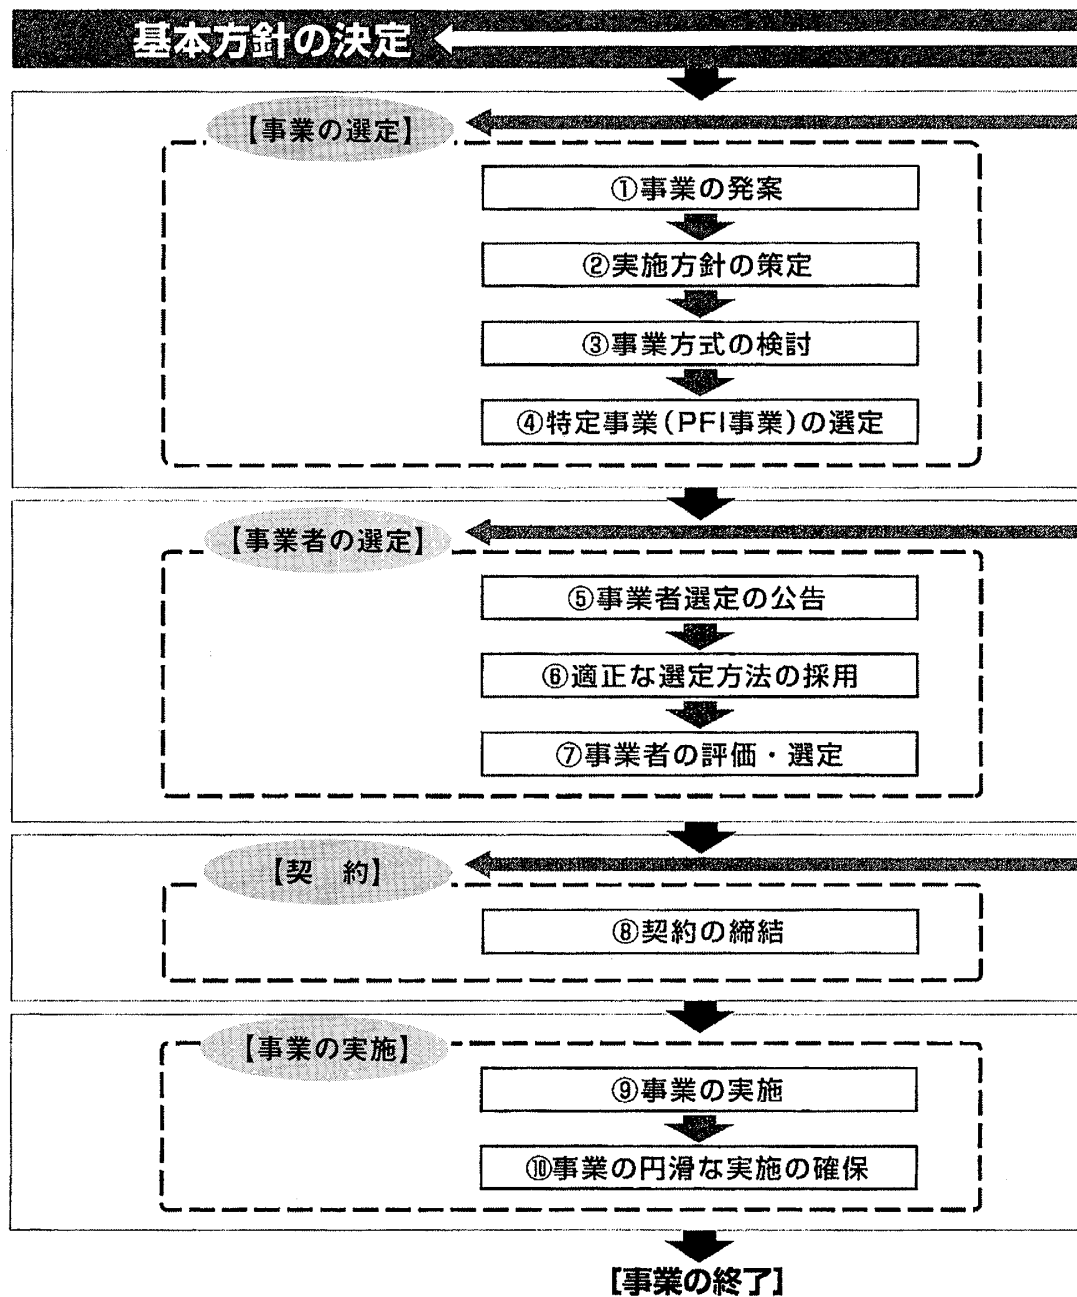 基本方針の決定
【事業の選定】
①事業の発案
②実施方針の策定
③事業方式の検討
④特定事業(PFI事業)の選定
【事業者の選定】
⑤事業者選定の公告
⑥適正な選定方法の採用
⑦事業者の評価・選定
【契　約】
⑧契約の締結
【事業の実施】
⑨事業の実施
⑩事業の円滑な実施の確保
[事業の終了]